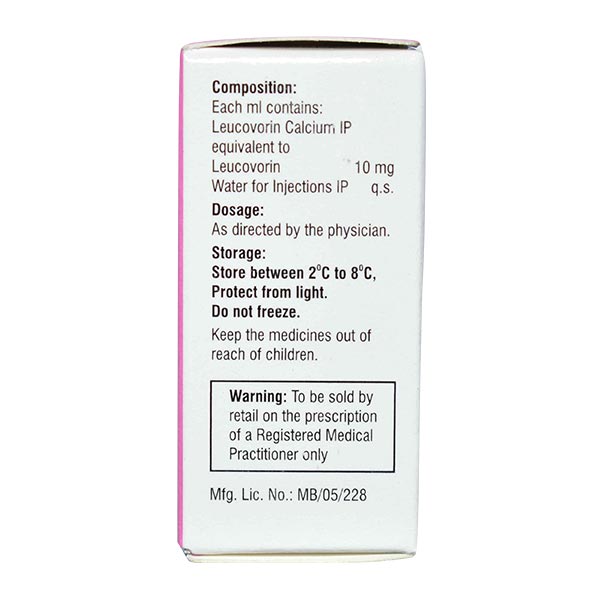 Composition:
Each ml contains:
Leucovorin Calcium IP
equivalent to
Leucovorin 10 mg
Water for Injections IP q.s.
Dosage:
As directed by the physician.
Storage:
Store between 2⁰C to 8⁰C,
Protect from light.
Do not freeze.
Keep the medicines out of
reach of children.
Warning: To be sold by
retail on the prescription
of a Registered Medical
Practitioner only
Mfg. Lic. No.: MB/05/228